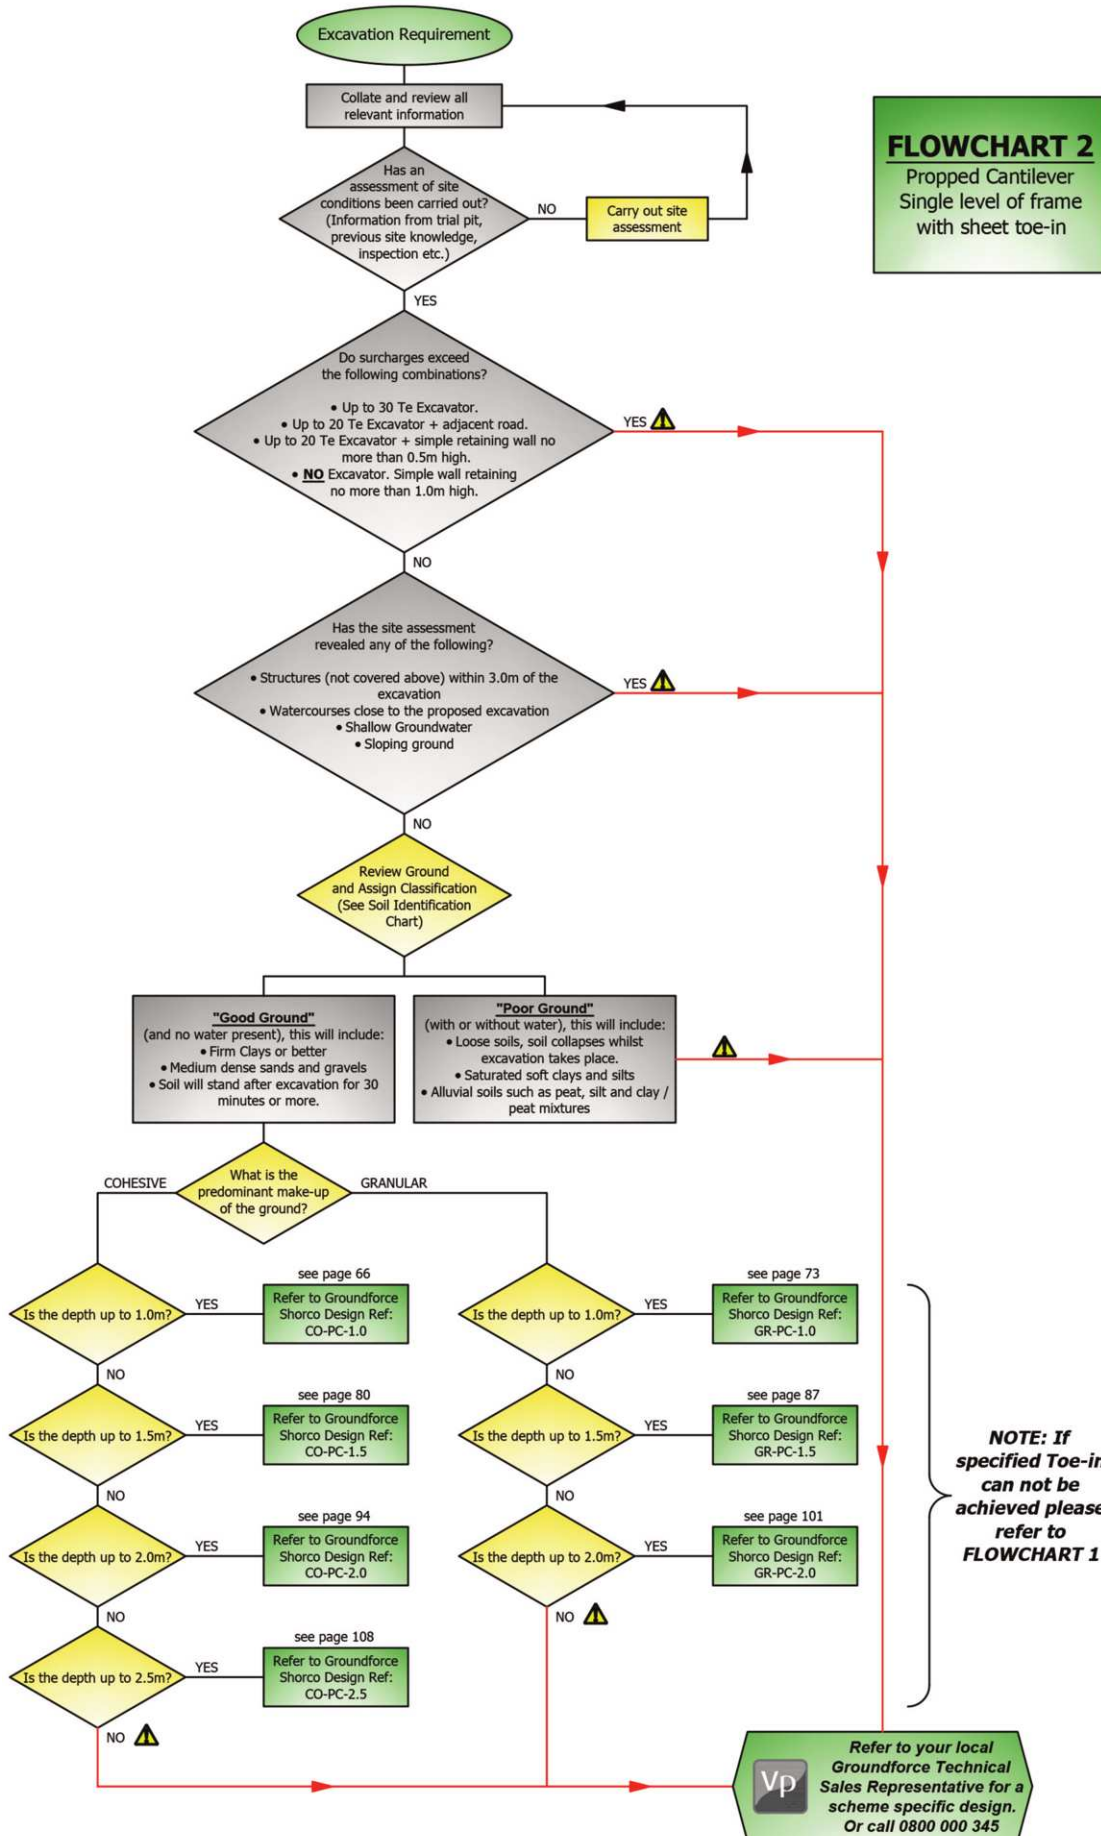 Excavation Requirement
Collate and review all
relevant information
FLOWCHART 2
Propped Cantilever
Single level of frame
with sheet toe-in
Has an
assessment of site
conditions been carried out?
(Information from trial pit,
previous site knowledge,
inspection etc.)
NO
Carry out site
assessment
YES
Do surcharges exceed
the following combinations?
• Up to 30 Te Excavator.
• Up to 20 Te Excavator + adjacent road.
• Up to 20 Te Excavator + simple retaining wall no
more than 0.5m high.
• NO Excavator. Simple wall retaining
no more than 1.0m high.
YES
NO
Has the site assessment
revealed any of the following?
• Structures (not covered above) within 3.0m of the
excavation
• Watercourses close to the proposed excavation
• Shallow Groundwater
• Sloping ground
YES
NO
Review Ground
and Assign Classification
(See Soil Identification
Chart)
"Good Ground"
(and no water present), this will include:
• Firm Clays or better
• Medium dense sands and gravels
• Soil will stand after excavation for 30
minutes or more.
"Poor Ground"
(with or without water), this will include:
• Loose soils, soil collapses whilst
excavation takes place.
• Saturated soft clays and silts
• Alluvial soils such as peat, silt and clay /
peat mixtures
COHESIVE
What is the
predominant make-up
of the ground?
GRANULAR
see page 66
Is the depth up to 1.0m?
YES
Refer to Groundforce
Shorco Design Ref:
CO-PC-1.0
NO
see page 80
Is the depth up to 1.5m?
YES
Refer to Groundforce
Shorco Design Ref:
CO-PC-1.5
NO
see page 94
Is the depth up to 2.0m?
YES
Refer to Groundforce
Shorco Design Ref:
CO-PC-2.0
NO
see page 108
Is the depth up to 2.5m?
YES
Refer to Groundforce
Shorco Design Ref:
CO-PC-2.5
NO
see page 73
Is the depth up to 1.0m?
YES
Refer to Groundforce
Shorco Design Ref:
GR-PC-1.0
NO
see page 87
Is the depth up to 1.5m?
YES
Refer to Groundforce
Shorco Design Ref:
GR-PC-1.5
NO
see page 101
Is the depth up to 2.0m?
YES
Refer to Groundforce
Shorco Design Ref:
GR-PC-2.0
NO
NOTE: If
specified Toe-in
can not be
achieved please
refer to
FLOWCHART 1
Vp
Refer to your local
Groundforce Technical
Sales Representative for a
scheme specific design.
Or call 0800 000 345